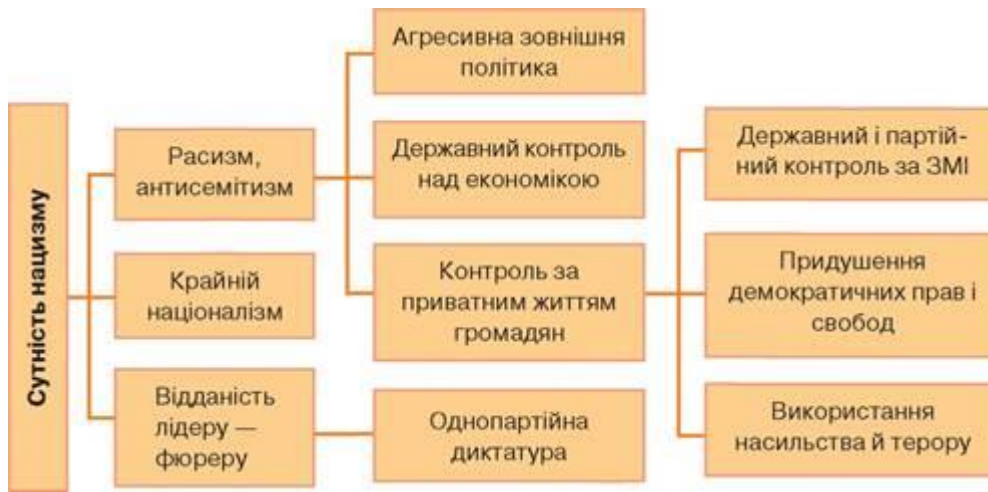 Сутність нацизму
Расизм,
антисемітизм
Крайній
націоналізм
Відданість
лідеру —
фюреру
Агресивна зовнішня
політика
Державний контроль
над економікою
Контроль за
приватним життям
громадян
Однопартійна
диктатура
Державний і партій-
ний контроль за ЗМІ
Придушення
демократичних прав і
свобод
Використання
насильства й терору